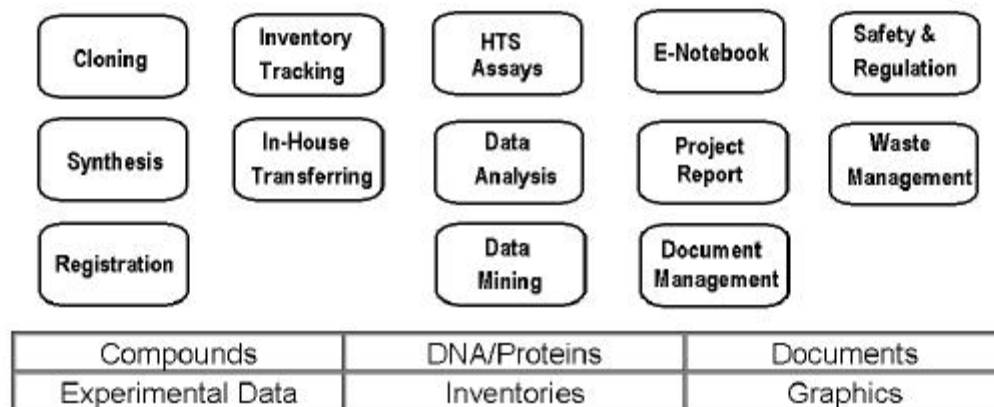 Cloning
Inventory
Tracking
HTS
Assays
E-Notebook
Safety &
Regulation
Synthesis
In-House
Transferring
Data
Analysis
Project
Report
Waste
Management
Registration
Data
Mining
Document
Management
Compounds
DNA/Proteins
Documents
Experimental Data
Inventories
Graphics